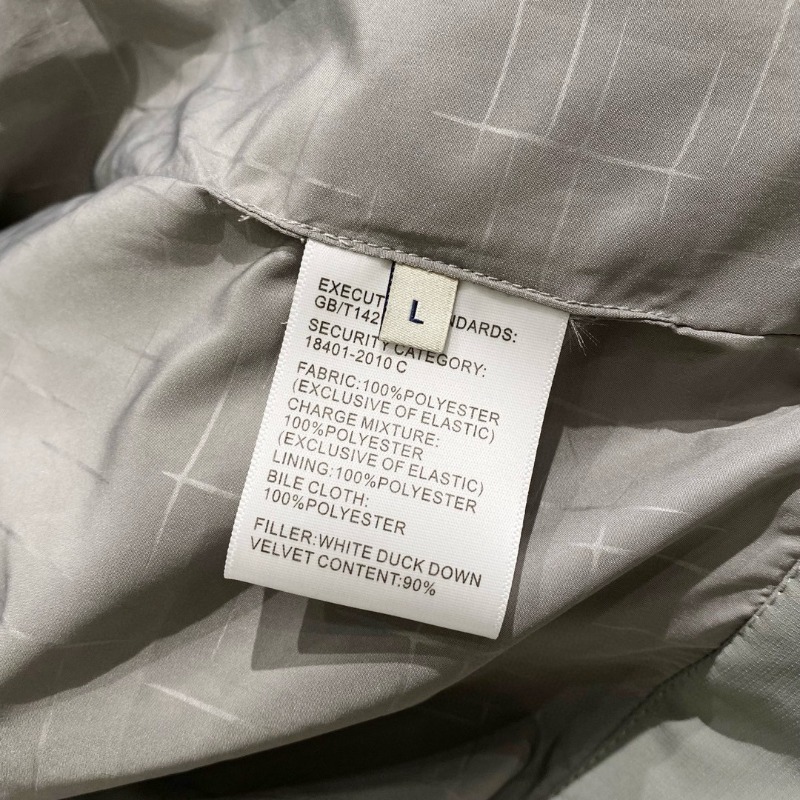 L
EXECUT NDARDS:
GB/T142
SECURITY CATEGORY:
18401-2010 C
FABRIC:100%POLYESTER
(EXCLUSIVE OF ELASTIC)
CHARGE MIXTURE:
100%POLYESTER
(EXCLUSIVE OF ELASTIC)
LINING:100%POLYESTER
BILE CLOTH:
100%POLYESTER
FILLER:WHITE DUCK DOWN
VELVET CONTENT:90%